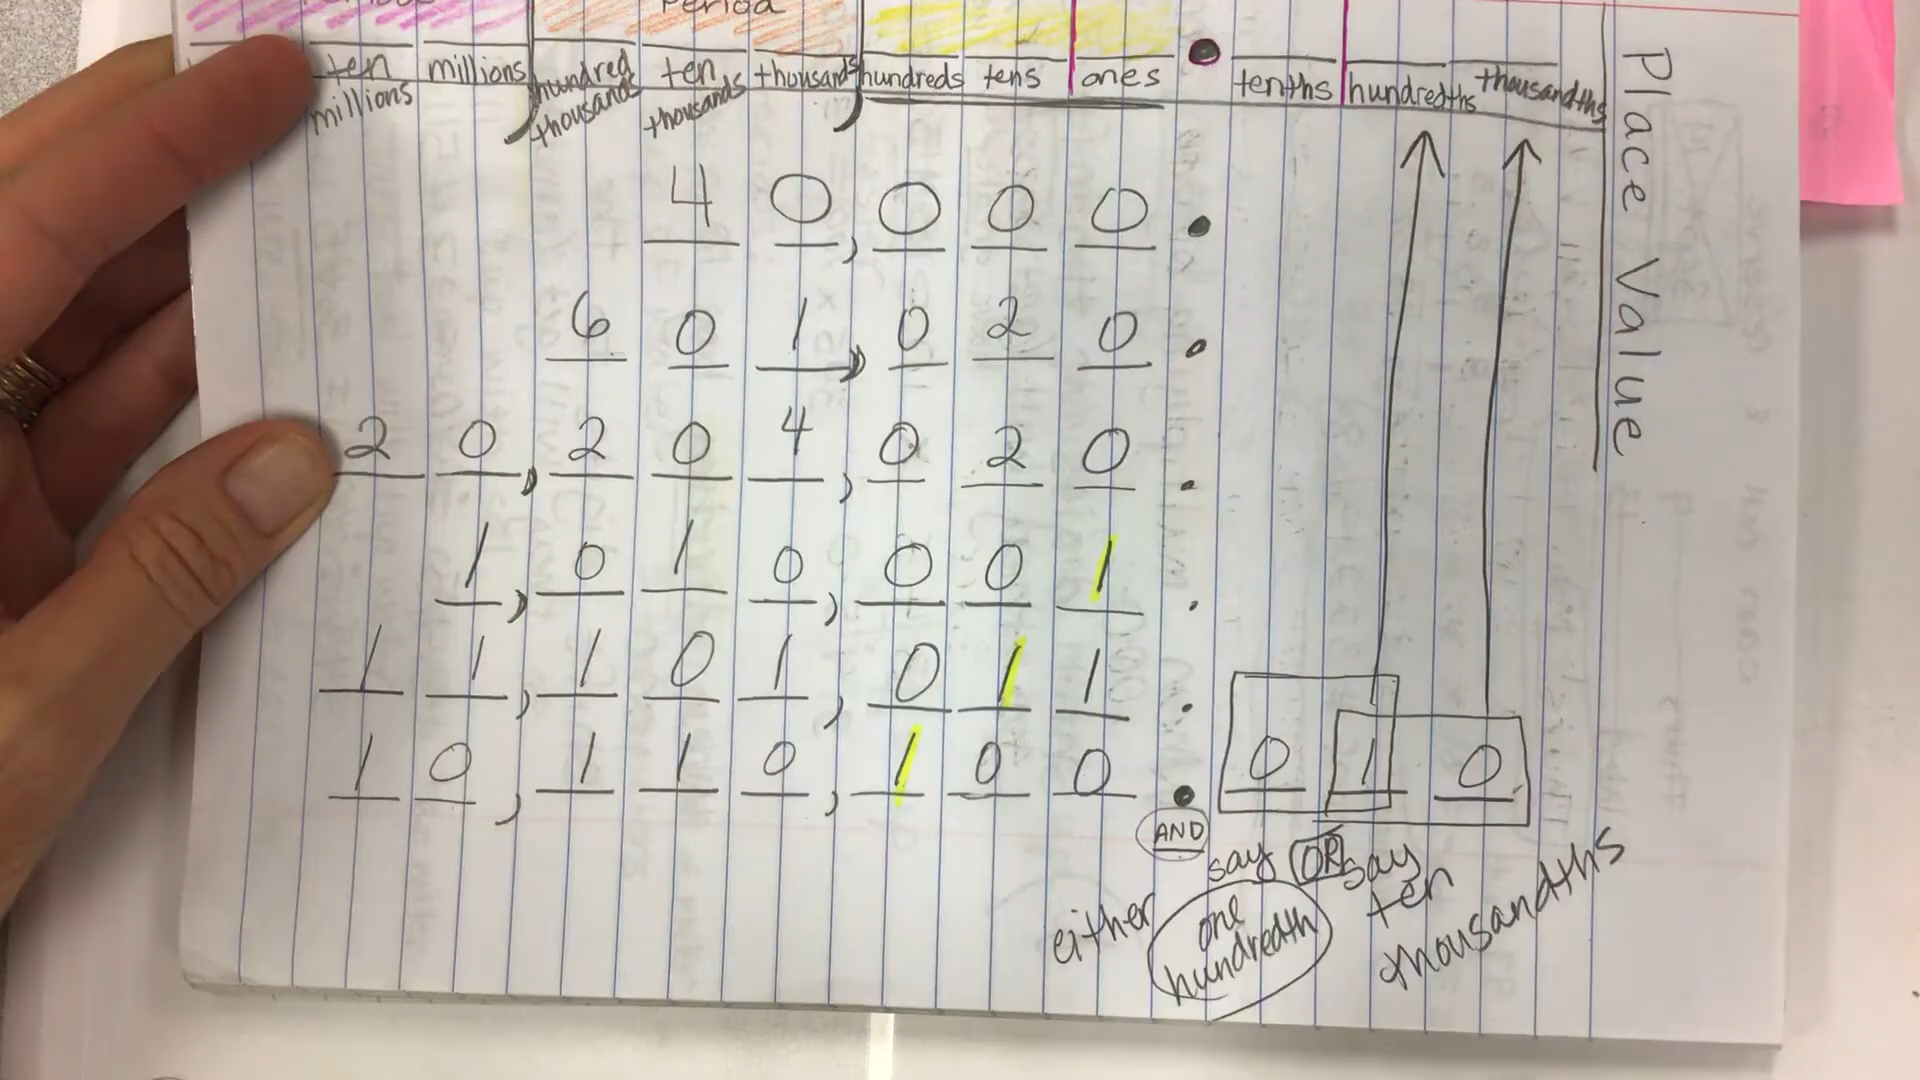 Period
ten millions millions hundred thousands ten thousands thousands hundreds tens ones • tenths hundredths thousandths
Place Value
4 0, 0 0 0 .
6 0 1, 0 2 0 .
2 0, 2 0 4, 0 2 0 .
1, 0 1 0, 0 0 1 .
1 1, 1 0 1, 0 1 1 .
1 0, 1 1 0, 1 0 0 . 0 1 0
AND
say OR say
either one hundredth ten thousandths